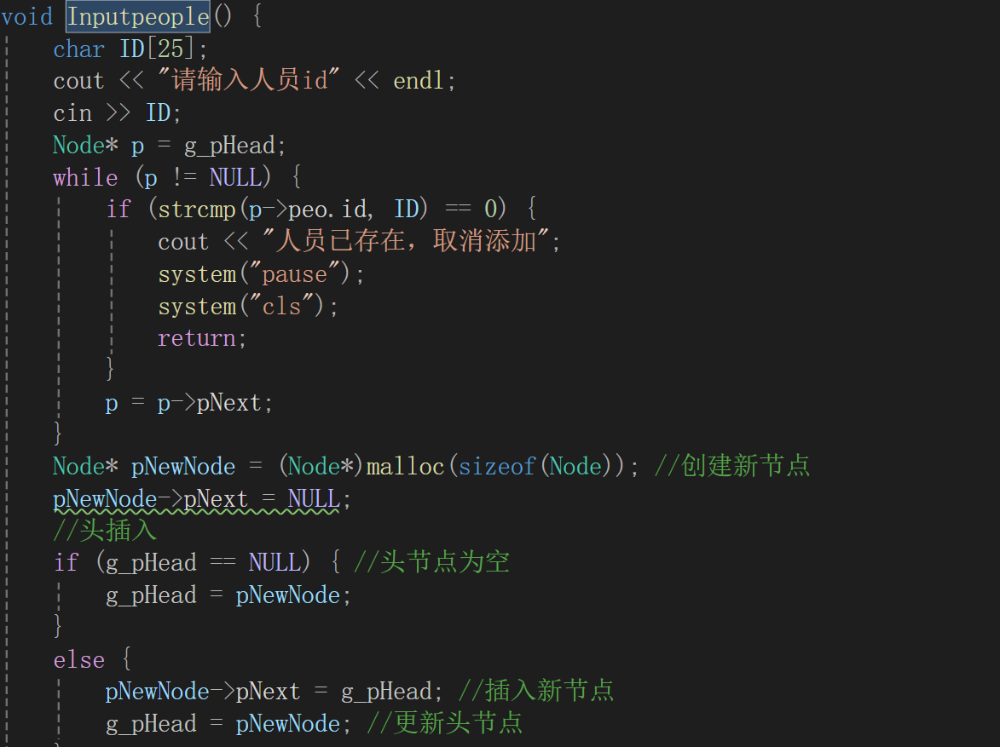 void Inputpeople() {
char ID[25];
cout << "请输入人员id" << endl;
cin >> ID;
Node* p = g_pHead;
while (p != NULL) {
if (strcmp(p->peo.id, ID) == 0) {
cout << "人员已存在，取消添加";
system("pause");
system("cls");
return;
}
p = p->pNext;
}
Node* pNewNode = (Node*)malloc(sizeof(Node)); //创建新节点
pNewNode->pNext = NULL;
//头插入
if (g_pHead == NULL) { //头节点为空
g_pHead = pNewNode;
}
else {
pNewNode->pNext = g_pHead; //插入新节点
g_pHead = pNewNode; //更新头节点